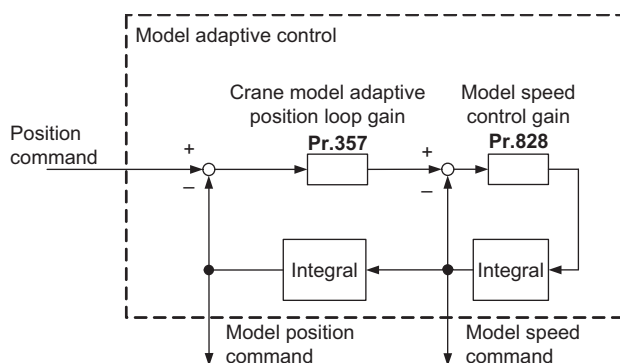 Model adaptive control
Crane model adaptive
position loop gain
Pr.357
Model speed
control gain
Pr.828
Position
command
+
−
+
−
Integral
Integral
Model position
command
Model speed
command